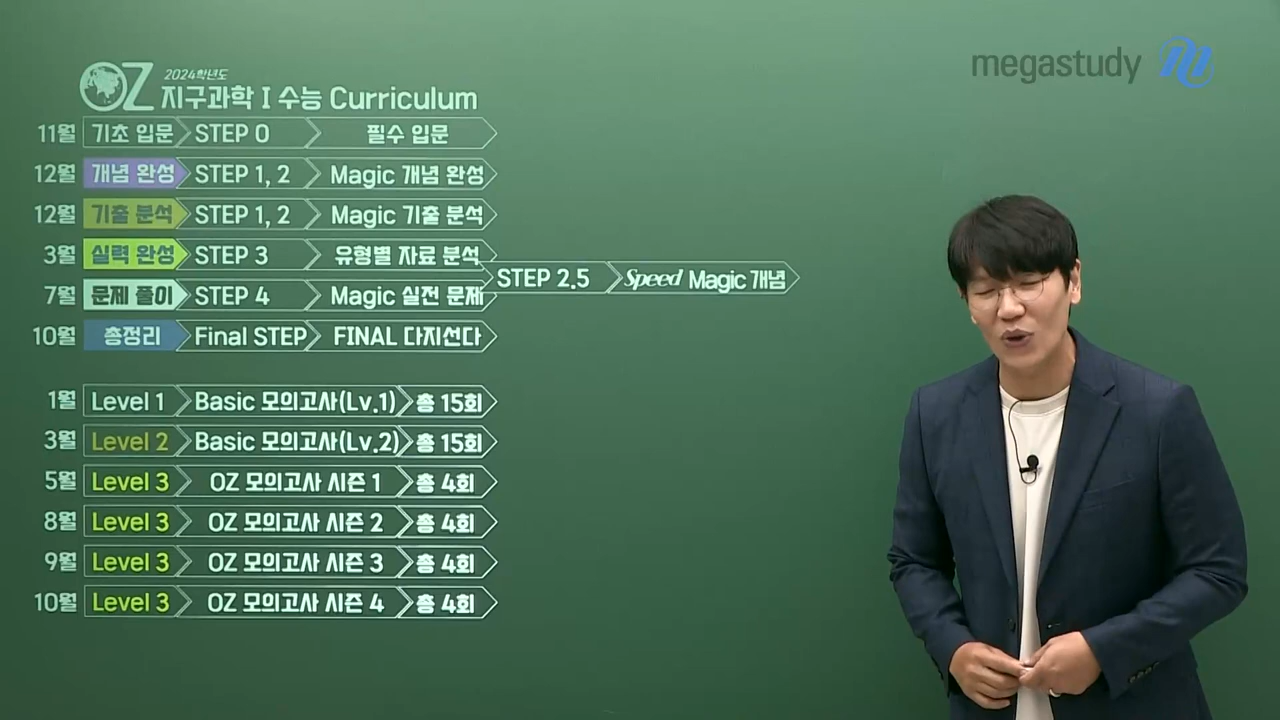 megastudy
OZ 2024학년도
지구과학 I 수능 Curriculum
11월 기초 입문 STEP 0 필수 입문
12월 개념 완성 STEP 1, 2 Magic 개념 완성
12월 기출 분석 STEP 1, 2 Magic 기출 분석
3월 실력 완성 STEP 3 유형별 자료 분석
STEP 2.5 Speed Magic 개념
7월 문제 풀이 STEP 4 Magic 실전 문제
10월 총정리 Final STEP FINAL 다지선다
1월 Level 1 Basic 모의고사(Lv.1) 총 15회
3월 Level 2 Basic 모의고사(Lv.2) 총 15회
5월 Level 3 OZ 모의고사 시즌 1 총 4회
8월 Level 3 OZ 모의고사 시즌 2 총 4회
9월 Level 3 OZ 모의고사 시즌 3 총 4회
10월 Level 3 OZ 모의고사 시즌 4 총 4회